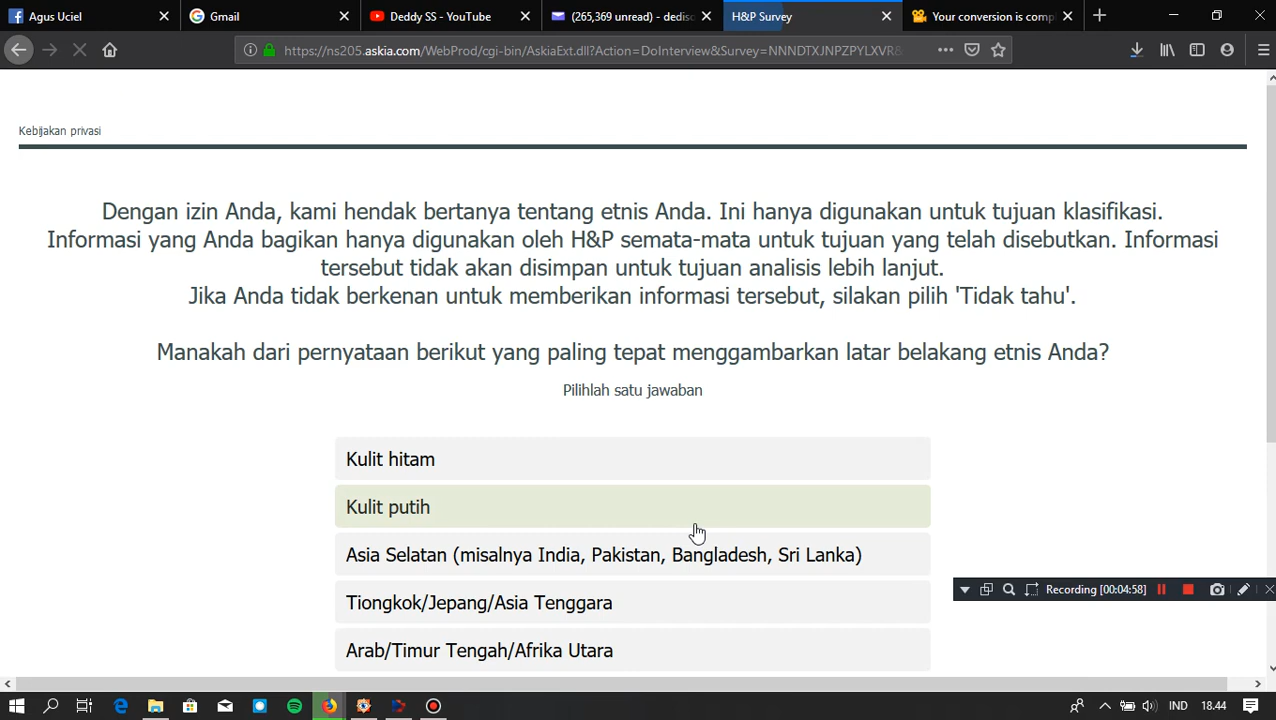 Agus Uciel
Gmail
Deddy SS - YouTube
(265,369 unread) - dedisc
H&P Survey
Your conversion is comp
https://ns205.askia.com/WebProd/cgi-bin/AskiaExt.dll?Action=DoInterview&Survey=NNNDTXJNPZPYLXVR&
Kebijakan privasi
Dengan izin Anda, kami hendak bertanya tentang etnis Anda. Ini hanya digunakan untuk tujuan klasifikasi.
Informasi yang Anda bagikan hanya digunakan oleh H&P semata-mata untuk tujuan yang telah disebutkan. Informasi
tersebut tidak akan disimpan untuk tujuan analisis lebih lanjut.
Jika Anda tidak berkenan untuk memberikan informasi tersebut, silakan pilih 'Tidak tahu'.
Manakah dari pernyataan berikut yang paling tepat menggambarkan latar belakang etnis Anda?
Pilihlah satu jawaban
Kulit hitam
Kulit putih
Asia Selatan (misalnya India, Pakistan, Bangladesh, Sri Lanka)
Tiongkok/Jepang/Asia Tenggara
Recording [00:04:58]
Arab/Timur Tengah/Afrika Utara
IND
18.44